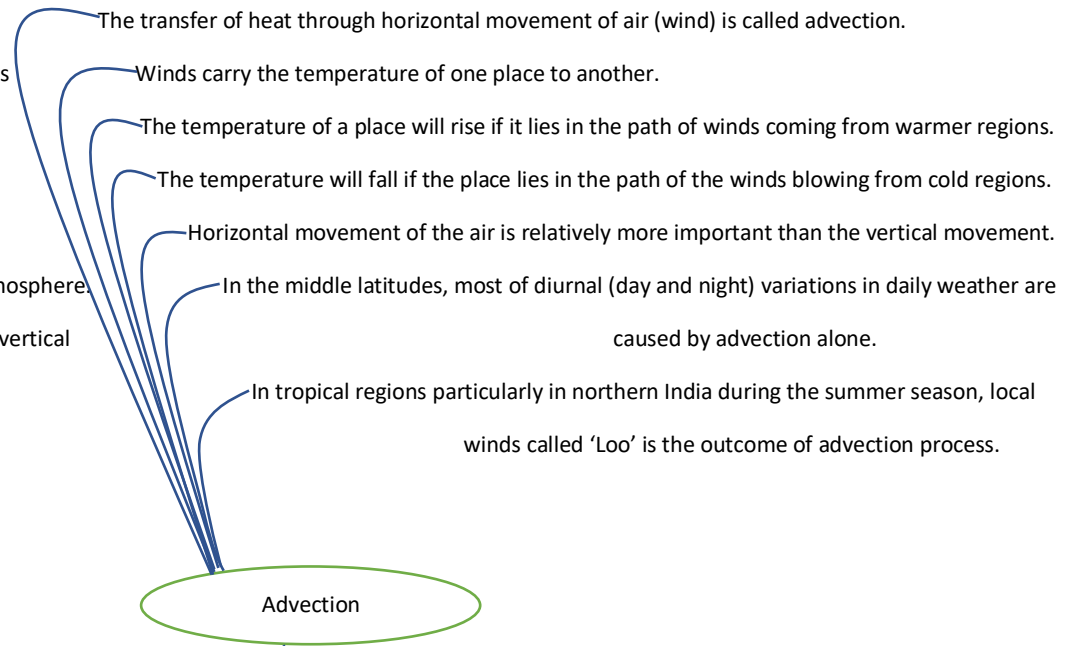 The transfer of heat through horizontal movement of air (wind) is called advection.
s
Winds carry the temperature of one place to another.
The temperature of a place will rise if it lies in the path of winds coming from warmer regions.
The temperature will fall if the place lies in the path of the winds blowing from cold regions.
Horizontal movement of the air is relatively more important than the vertical movement.
nosphere.
In the middle latitudes, most of diurnal (day and night) variations in daily weather are
vertical
caused by advection alone.
In tropical regions particularly in northern India during the summer season, local
winds called ‘Loo’ is the outcome of advection process.
Advection